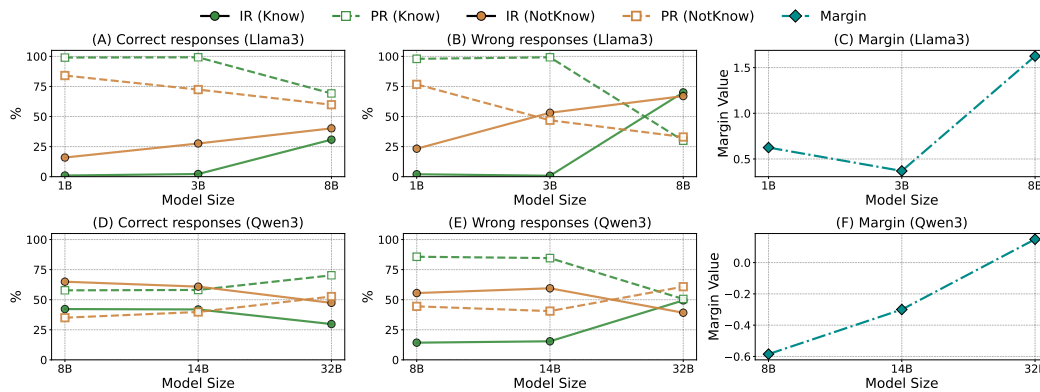 IR (Know) PR (Know) IR (NotKnow) PR (NotKnow) Margin
(A) Correct responses (Llama3)
100
75
50
25
0
%
1B 3B 8B
Model Size
(B) Wrong responses (Llama3)
100
75
50
25
0
%
1B 3B 8B
Model Size
(C) Margin (Llama3)
1.5
1.0
0.5
Margin Value
1B 3B 8B
Model Size
(D) Correct responses (Qwen3)
100
75
50
25
0
%
8B 14B 32B
Model Size
(E) Wrong responses (Qwen3)
100
75
50
25
0
%
8B 14B 32B
Model Size
(F) Margin (Qwen3)
0.0
−0.2
−0.4
−0.6
Margin Value
8B 14B 32B
Model Size